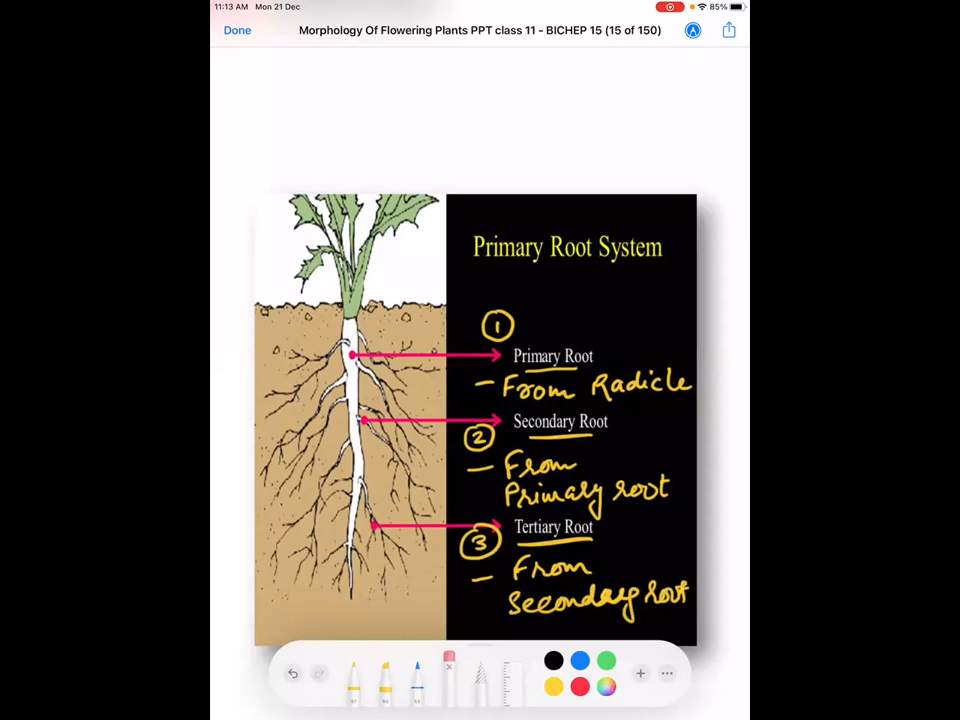 11:13 AM Mon 21 Dec
85%
Done
Morphology Of Flowering Plants PPT class 11 - BICHEP 15 (15 of 150)
Primary Root System
1
Primary Root
- From Radicle
Secondary Root
2
- From
Primary root
Tertiary Root
3
- From
Secondary root